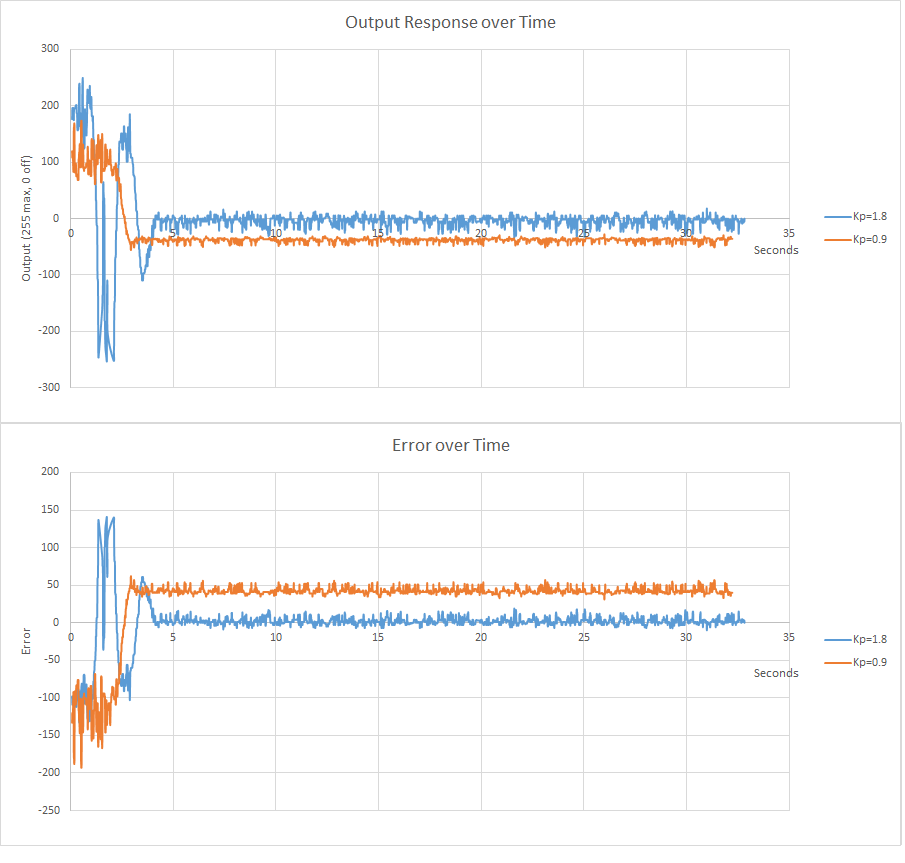 Output Response over Time
300
200
100
0
-100
-200
-300
Output (255 max, 0 off)
0 5 10 15 20 25 30 35
Seconds
Kp=1.8
Kp=0.9
Error over Time
200
150
100
50
0
-50
-100
-150
-200
-250
Error
0 5 10 15 20 25 30 35
Seconds
Kp=1.8
Kp=0.9